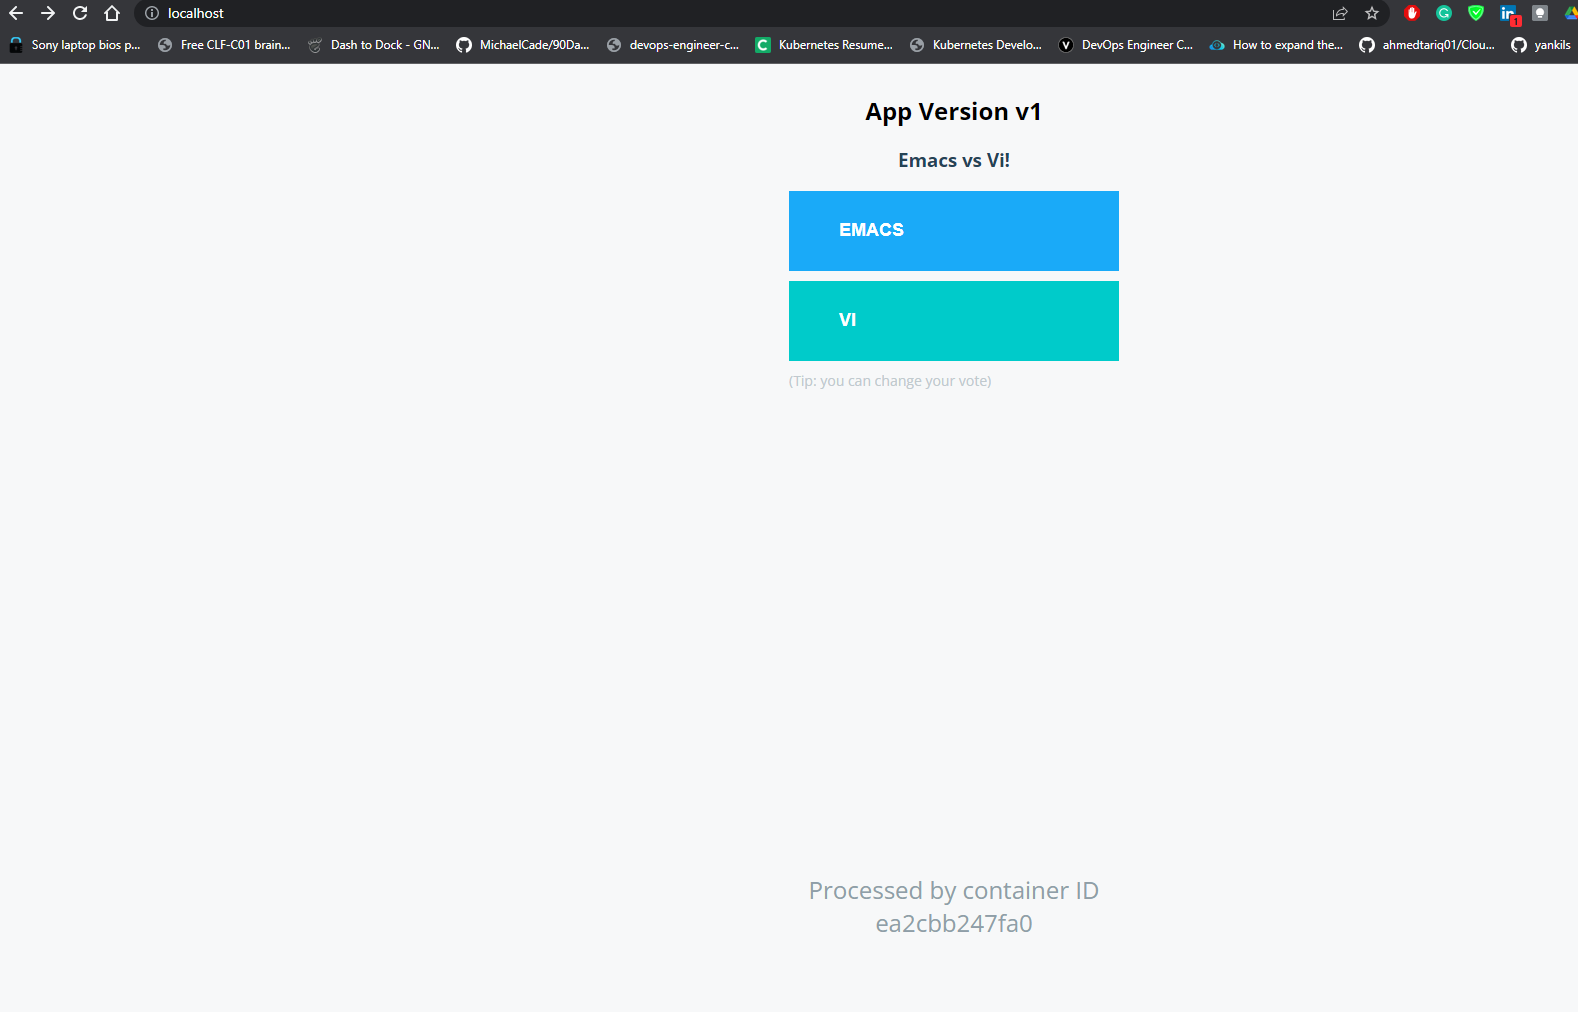 localhost
1
Sony laptop bios p... Free CLF-C01 brain... Dash to Dock - GN... MichaelCade/90Da... devops-engineer-c... C Kubernetes Resume... Kubernetes Develo... V DevOps Engineer C... How to expand the... ahmedtariq01/Clou... yankils
App Version v1
Emacs vs Vi!
EMACS
VI
(Tip: you can change your vote)
Processed by container ID
ea2cbb247fa0